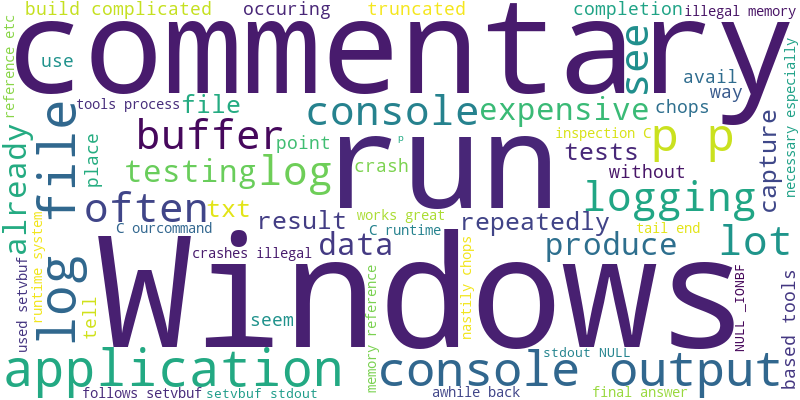 build complicated
occuring
truncated
completion
illegal memory
commentary
reference etc
use
see
avail
way
necessary especially
tools process
file
console
expensive
chops
log file
buffer
point
p
inspection C
p p
capture
already
place
testing
log
crash
run
tests
without
often
txt
works great
logging
runtime system
C ourcommand
result
C runtime
repeatedly
tail end
crashes illegal
data
produce
lot
Windows
nastily chops
used setvbuf
tell
seem
memory reference
NULL _IONBF
based tools
application
stdout NULL
console output
follows setvbuf
setvbuf stdout
awhile back
final answer